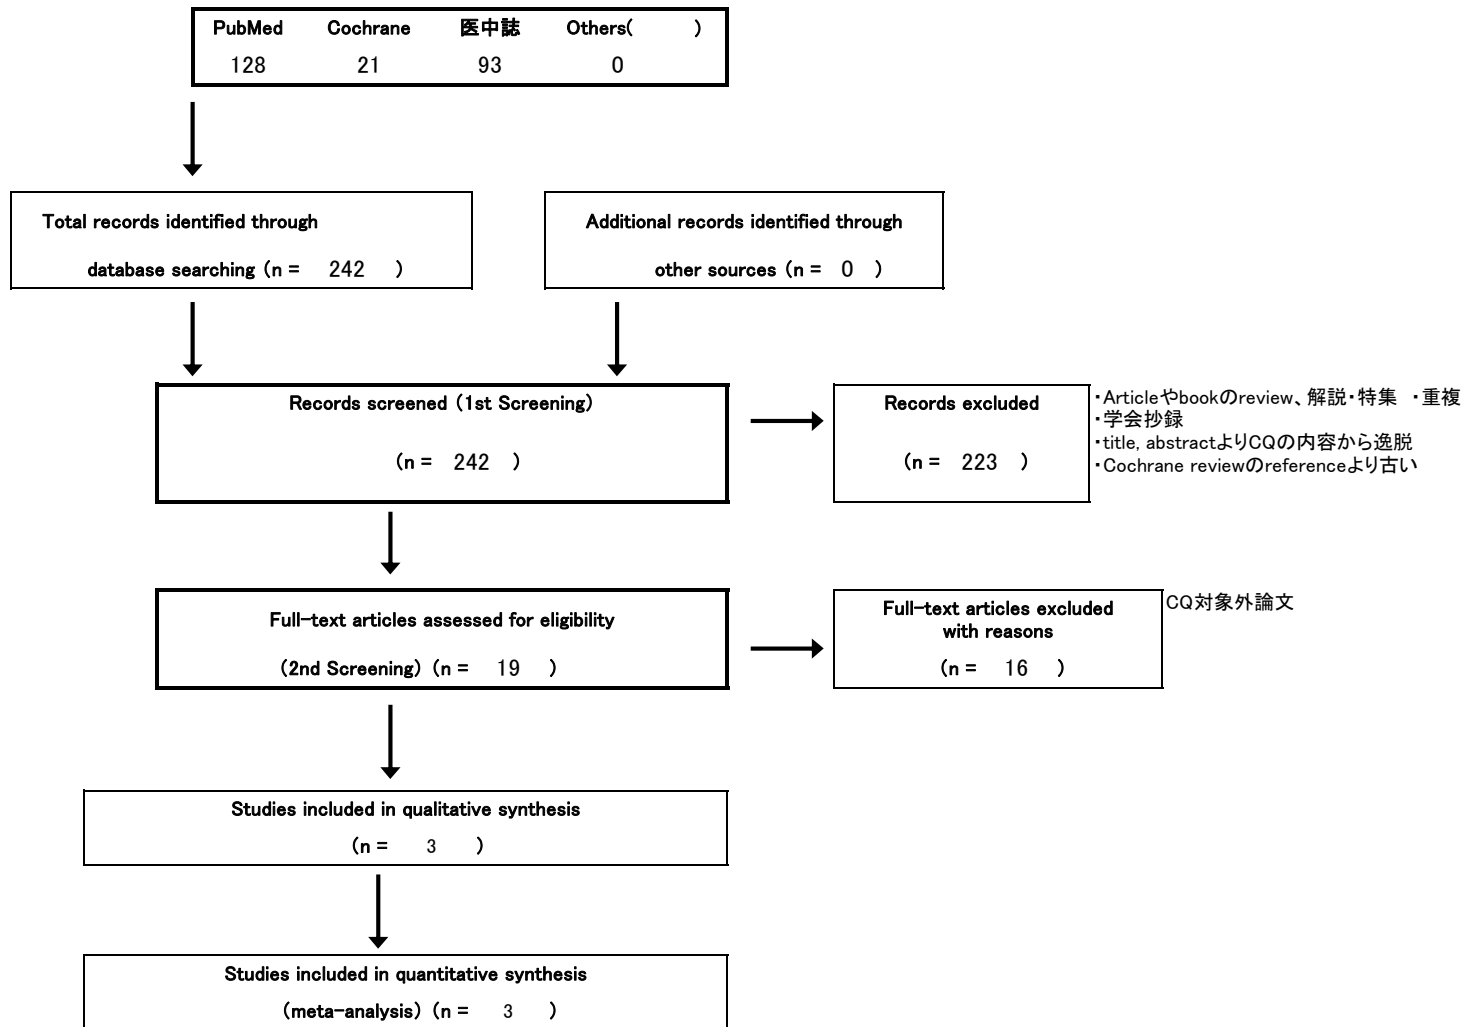 PubMed Cochrane 医中誌 Others( )
128 21 93 0
Total records identified through
database searching (n = 242 )
Additional records identified through
other sources (n = 0 )
Records screened (1st Screening)
(n = 242 )
Records excluded
(n = 223 )
・Articleやbookのreview、解説・特集 ・重複
・学会抄録
・title, abstractよりCQの内容から逸脱
・Cochrane reviewのreferenceより古い
Full-text articles assessed for eligibility
(2nd Screening) (n = 19 )
Full-text articles excluded
with reasons
(n = 16 )
CQ対象外論文
Studies included in qualitative synthesis
(n = 3 )
Studies included in quantitative synthesis
(meta-analysis) (n = 3 )